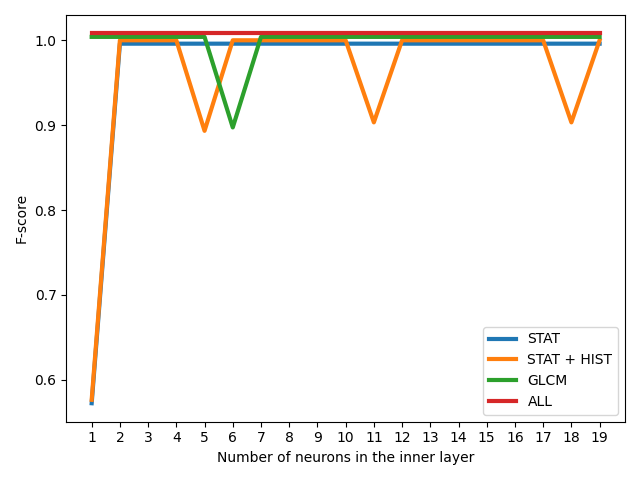 1.0
0.9
0.8
0.7
0.6
F-score
STAT
STAT + HIST
GLCM
ALL
1 2 3 4 5 6 7 8 9 10 11 12 13 14 15 16 17 18 19
Number of neurons in the inner layer